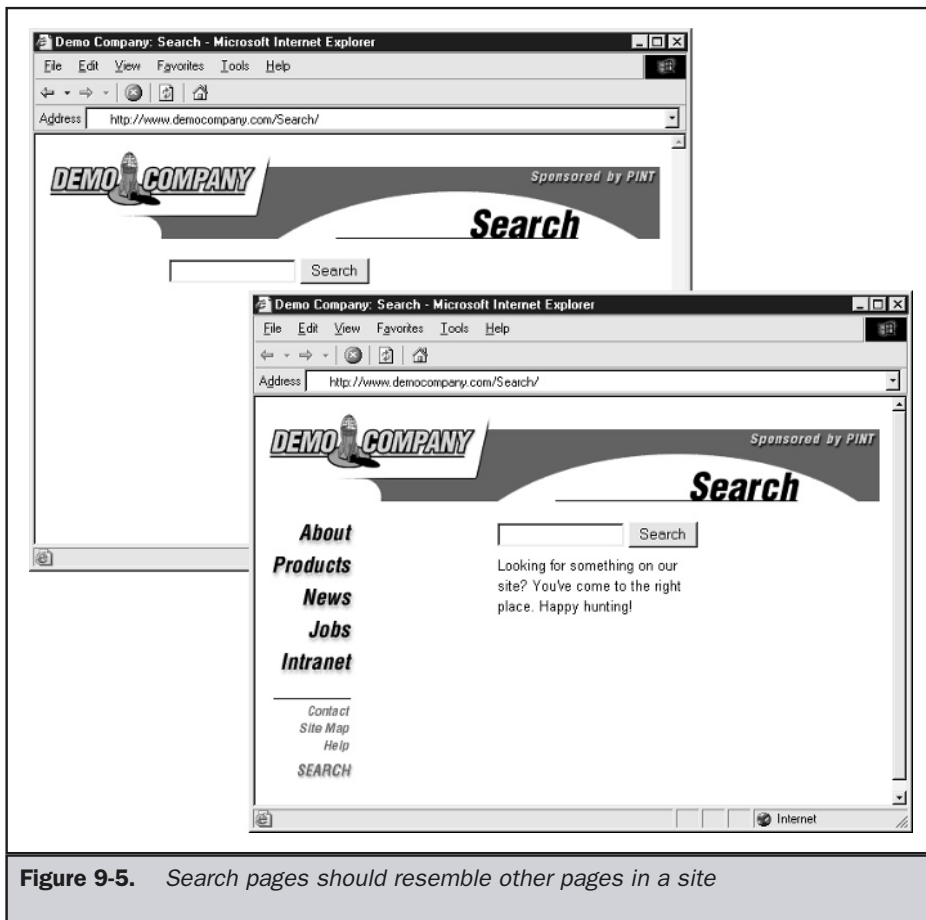 Demo Company: Search - Microsoft Internet Explorer
File Edit View Favorites Tools Help
Address http://www.democompany.com/Search/
DEMO COMPANY
Sponsored by PINT
Search
Search
Demo Company: Search - Microsoft Internet Explorer
File Edit View Favorites Tools Help
Address http://www.democompany.com/Search/
DEMO COMPANY
Sponsored by PINT
Search
About
Products
News
Jobs
Intranet
Contact
Site Map
Help
SEARCH
Search
Looking for something on our
site? You've come to the right
place. Happy hunting!
Internet
Figure 9-5. Search pages should resemble other pages in a site